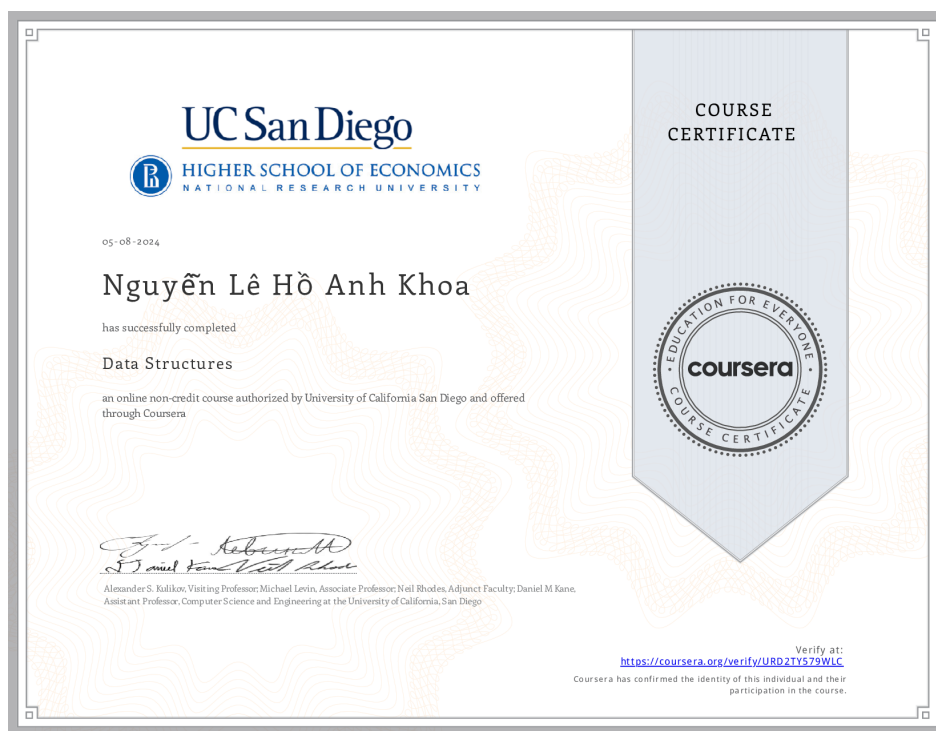 UC San Diego
HIGHER SCHOOL OF ECONOMICS
NATIONAL RESEARCH UNIVERSITY
COURSE
CERTIFICATE
05-08-2024
Nguyễn Lê Hồ Anh Khoa
has successfully completed
Data Structures
an online non-credit course authorized by University of California San Diego and offered
through Coursera
EDUCATION FOR EVERYONE
coursera
COURSE CERTIFICATE
Alexander S. Kulikov, Visiting Professor; Michael Levin, Associate Professor; Neil Rhodes, Adjunct Faculty; Daniel M Kane,
Assistant Professor, Computer Science and Engineering at the University of California, San Diego
Verify at:
https://coursera.org/verify/URD2TY579WLC
Coursera has confirmed the identity of this individual and their
participation in the course.